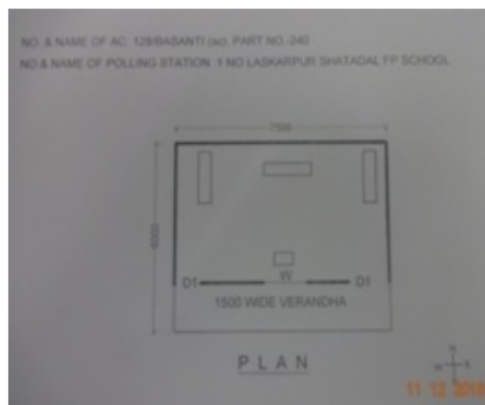 NO. & NAME OF AC: 128/BASANTI (sc), PART NO.-240
NO.& NAME OF POLLING STATION :1 NO LASKARPUR SHATADAL FP SCHOOL
7500
6000
D1 W D1
1500 WIDE VERANDHA
PLAN
N
W E
11 12 2010